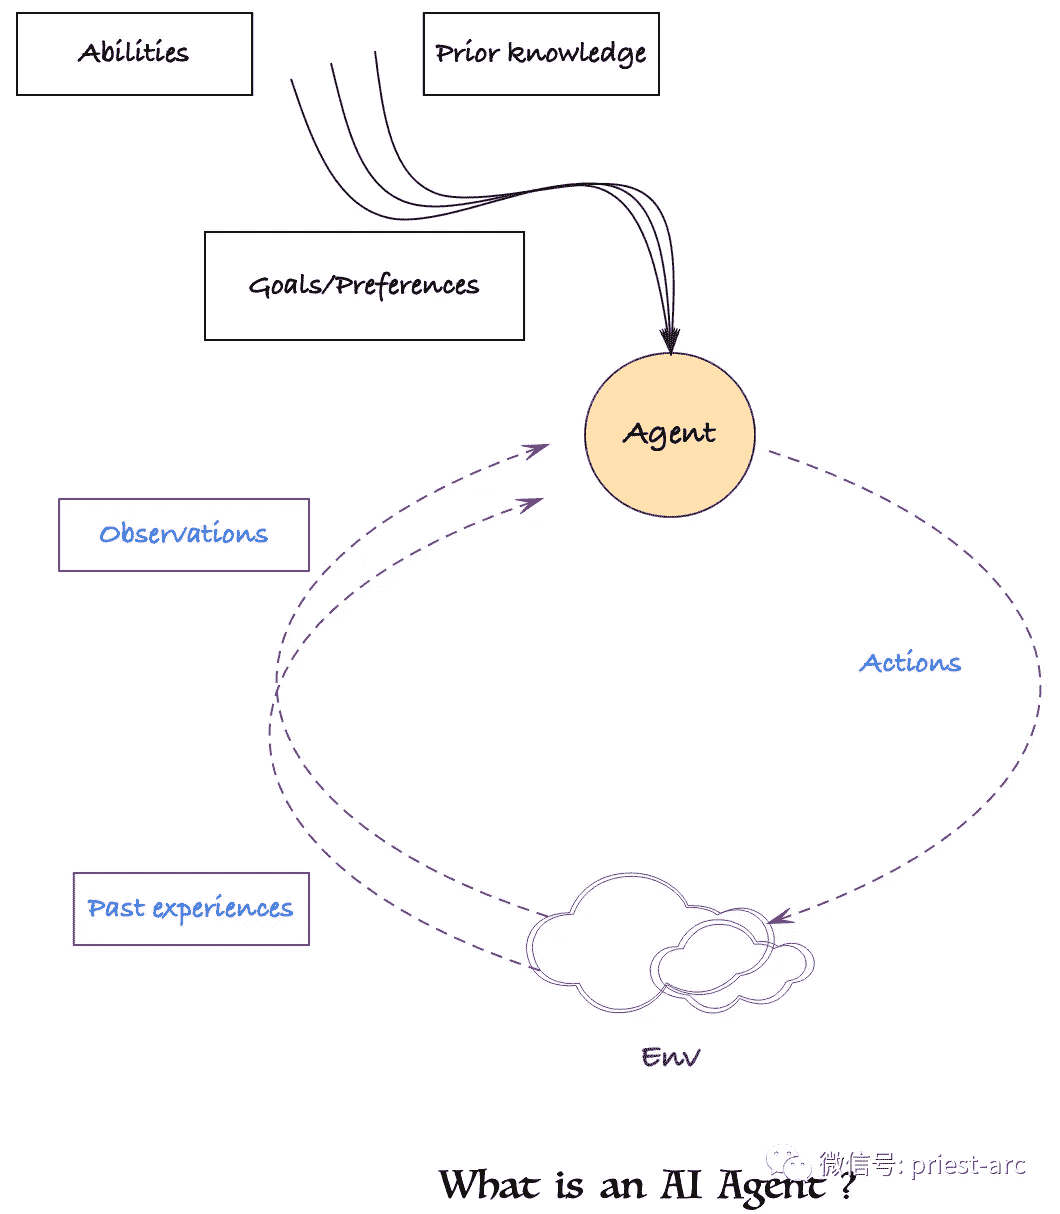 Abilities
Prior knowledge
Goals/Preferences
Agent
Observations
Actions
Past experiences
Env
微信号: priest-arc
What is an AI Agent ?